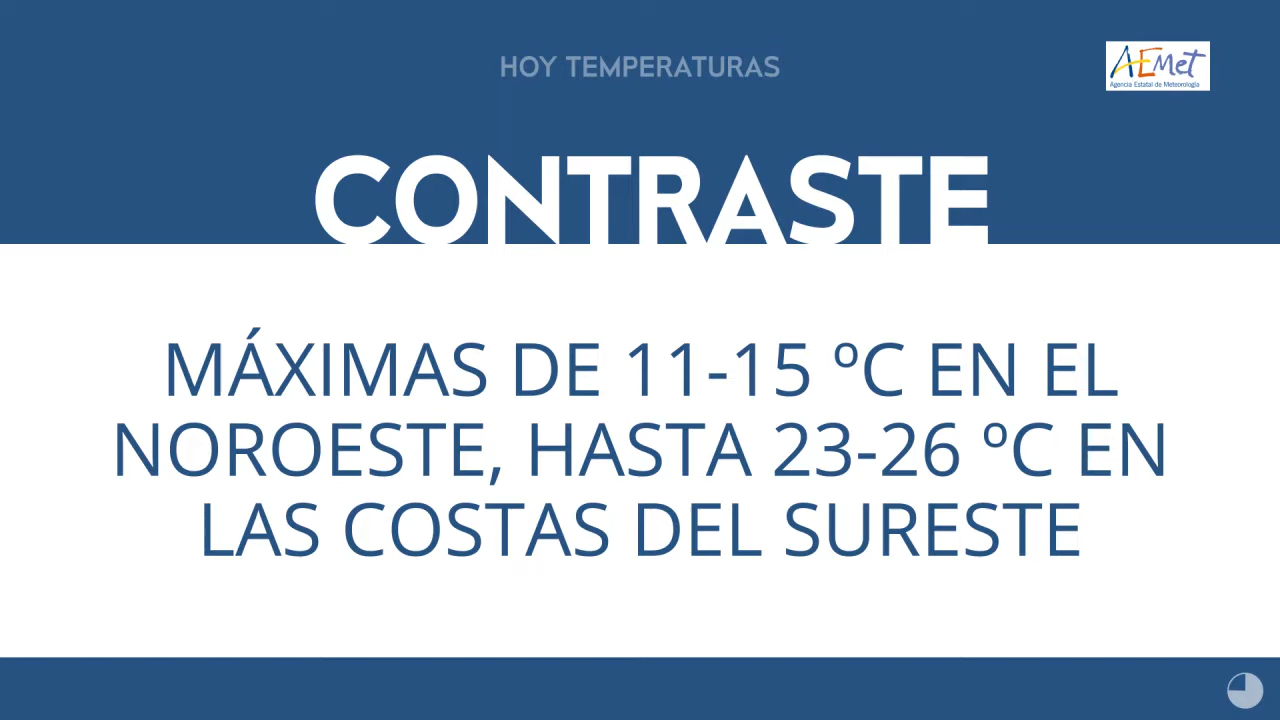 HOY TEMPERATURAS
AEMet
Agencia Estatal de Meteorología
CONTRASTE
MÁXIMAS DE 11-15 ºC EN EL
NOROESTE, HASTA 23-26 ºC EN
LAS COSTAS DEL SURESTE